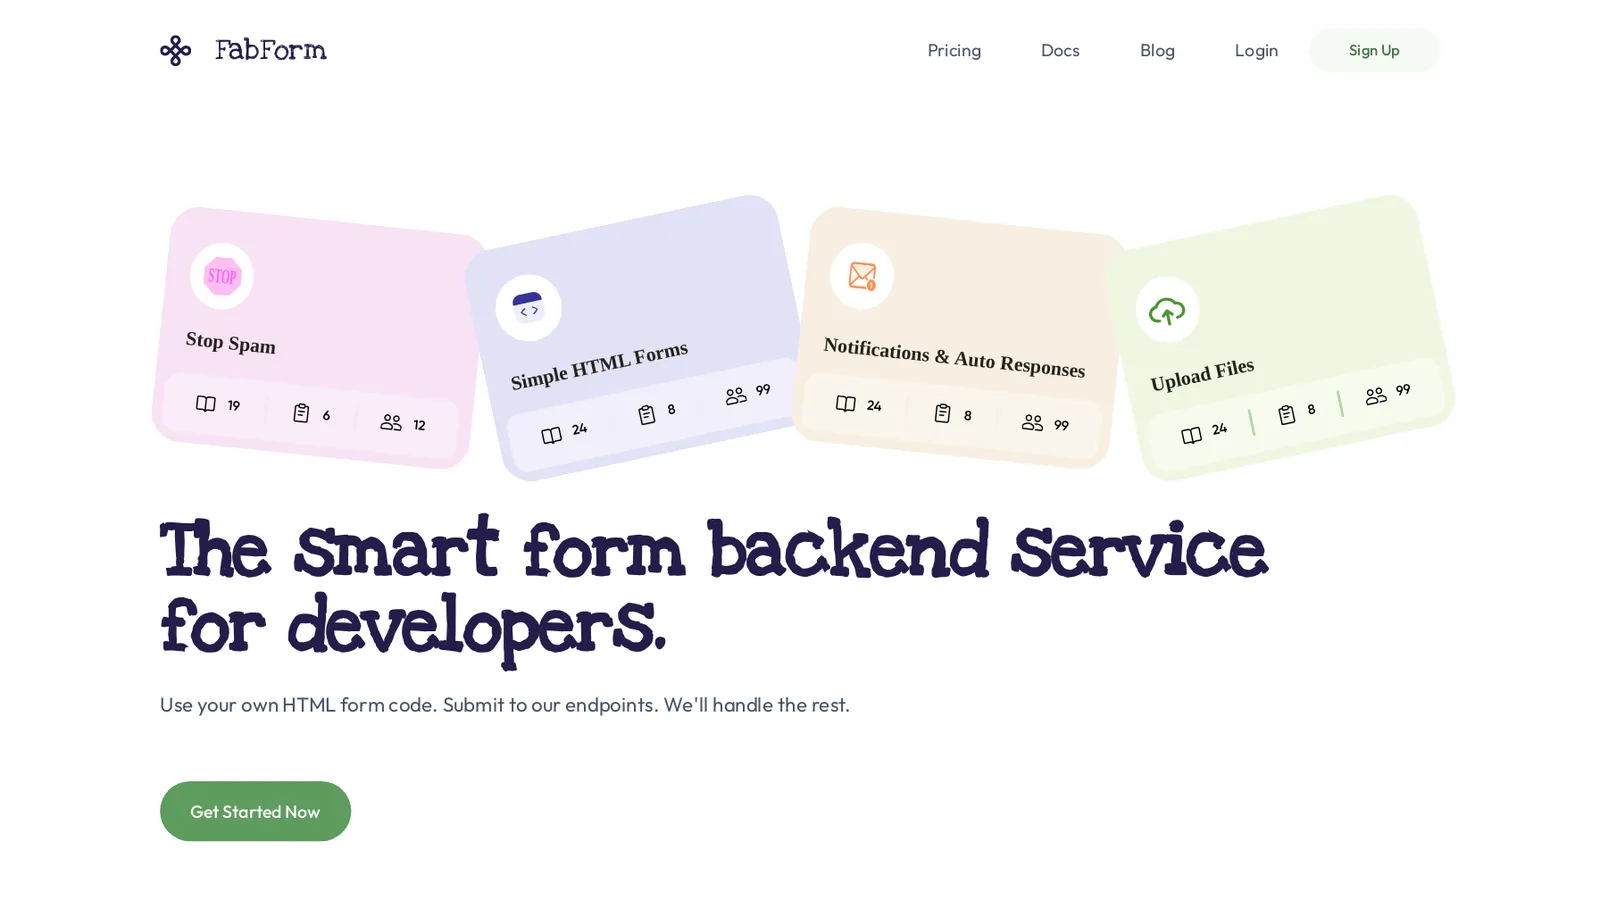 FabForm
Pricing
Docs
Blog
Login
Sign Up
STOP
Stop Spam
19
6
12
Simple HTML Forms
24
8
99
Notifications & Auto Responses
24
8
99
Upload Files
24
8
99
The smart form backend service
for developers.
Use your own HTML form code. Submit to our endpoints. We'll handle the rest.
Get Started Now